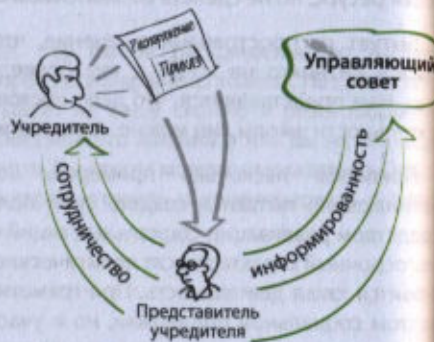 Распоряжение
Приказ
Управляющий
совет
Учредитель
сотрудничество
информированность
Представитель
учредителя